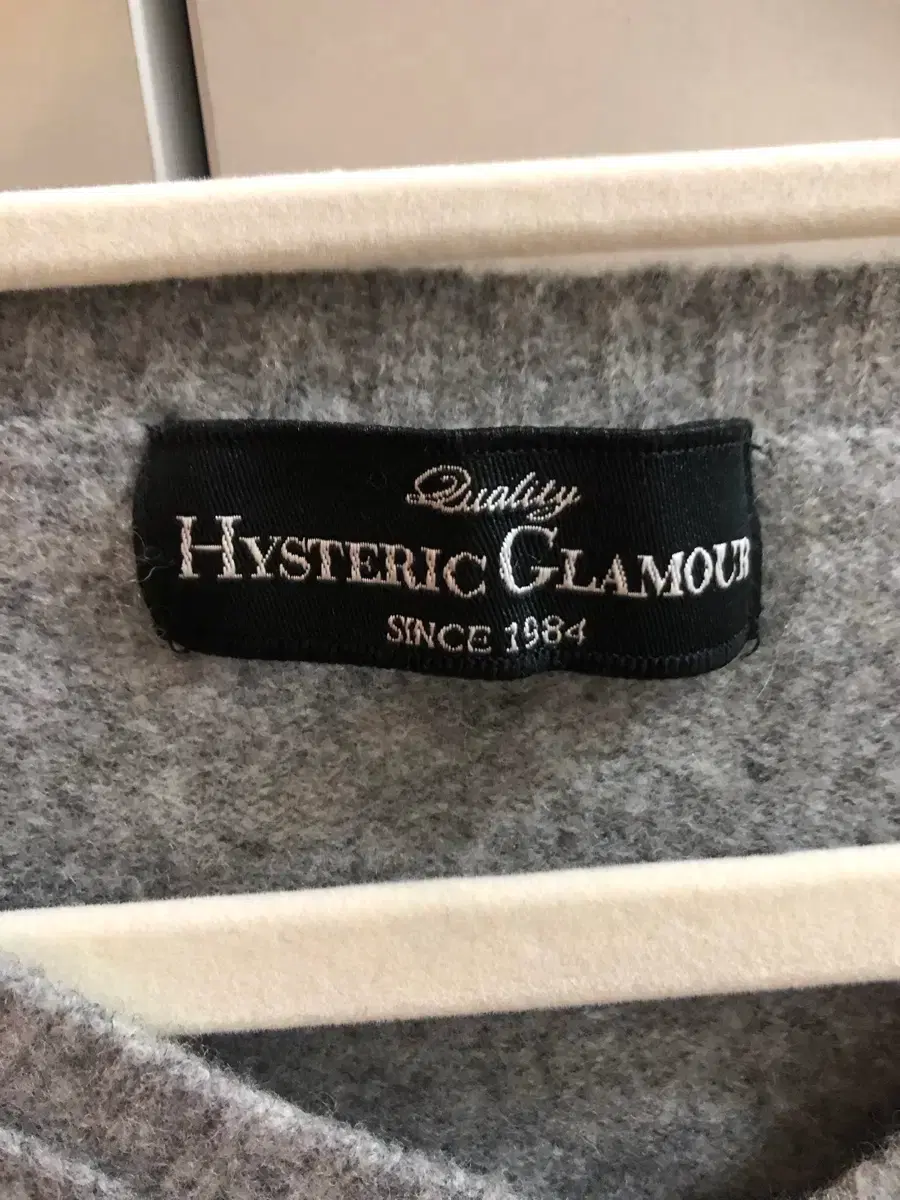 Quality
HYSTERIC GLAMOUR
SINCE 1984